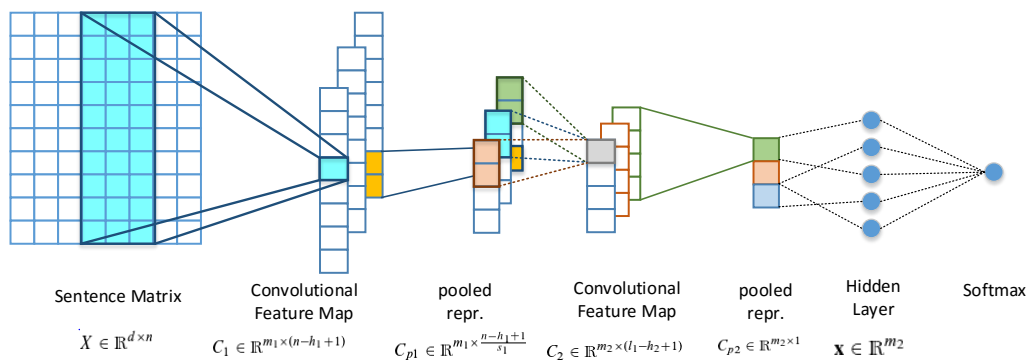 Sentence Matrix
X ∈ ℝ^{d×n}
Convolutional
Feature Map
C_1 ∈ ℝ^{m_1×(n−h_1+1)}
pooled
repr.
C_{p1} ∈ ℝ^{m_1×\frac{n−h_1+1}{s_1}}
Convolutional
Feature Map
C_2 ∈ ℝ^{m_2×(l_1−h_2+1)}
pooled
repr.
C_{p2} ∈ ℝ^{m_2×1}
Hidden
Layer
𝐱 ∈ ℝ^{m_2}
Softmax